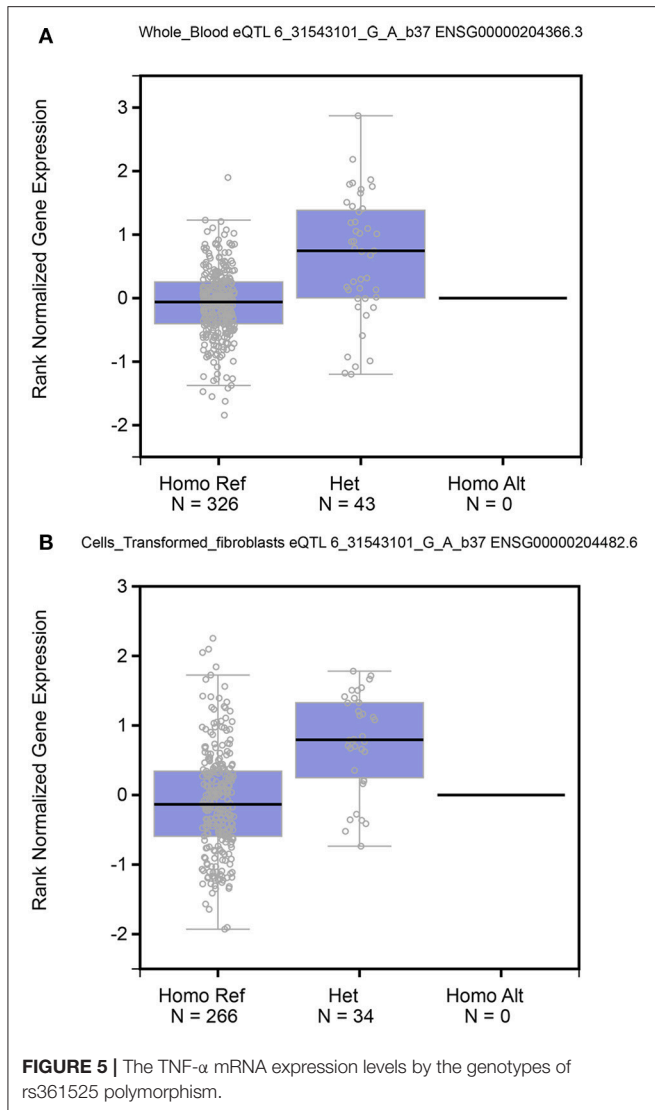 A
Whole_Blood eQTL 6_31543101_G_A_b37 ENSG00000204366.3
Rank Normalized Gene Expression
3
2
1
0
-1
-2
Homo Ref
N = 326
Het
N = 43
Homo Alt
N = 0
B
Cells_Transformed_fibroblasts eQTL 6_31543101_G_A_b37 ENSG00000204482.6
Rank Normalized Gene Expression
3
2
1
0
-1
-2
Homo Ref
N = 266
Het
N = 34
Homo Alt
N = 0
FIGURE 5 | The TNF-α mRNA expression levels by the genotypes of
rs361525 polymorphism.